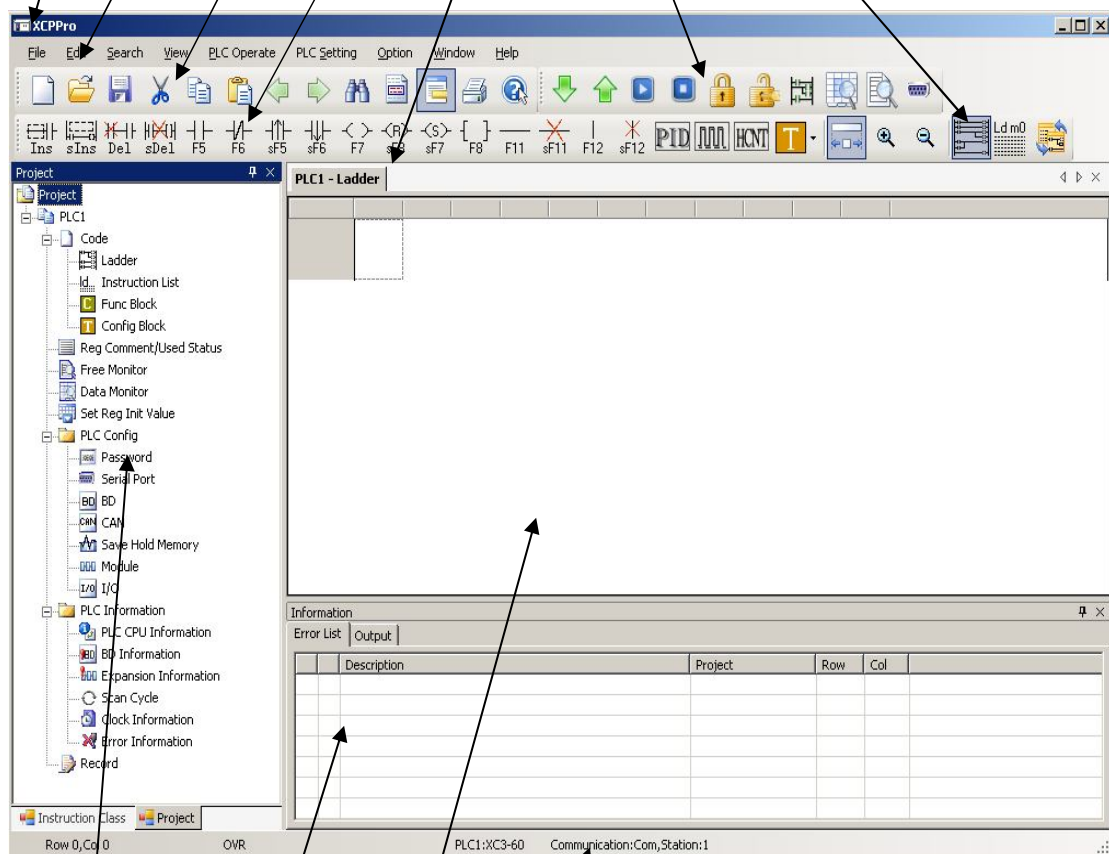 XCPPro
File Edit Search View PLC Operate PLC Setting Option Window Help
Ins sIns Del sDel F5 F6 sF5 sF6 F7 sF8 sF7 F8 F11 sF11 F12 sF12 PID HCNT T Ld m0
Project
PLC1 - Ladder
Project
PLC1
Code
Ladder
Instruction List
Func Block
Config Block
Reg Comment/Used Status
Free Monitor
Data Monitor
Set Reg Init Value
PLC Config
Password
Serial Port
BD BD
CAN CAN
Save Hold Memory
Module
I/O I/O
PLC Information
PLC CPU Information
BD Information
Expansion Information
Scan Cycle
Clock Information
Error Information
Record
Instruction Class Project
Information
Error List Output
Description Project Row Col
Row 0,Col 0 OVR PLC1:XC3-60 Communication:Com,Station:1